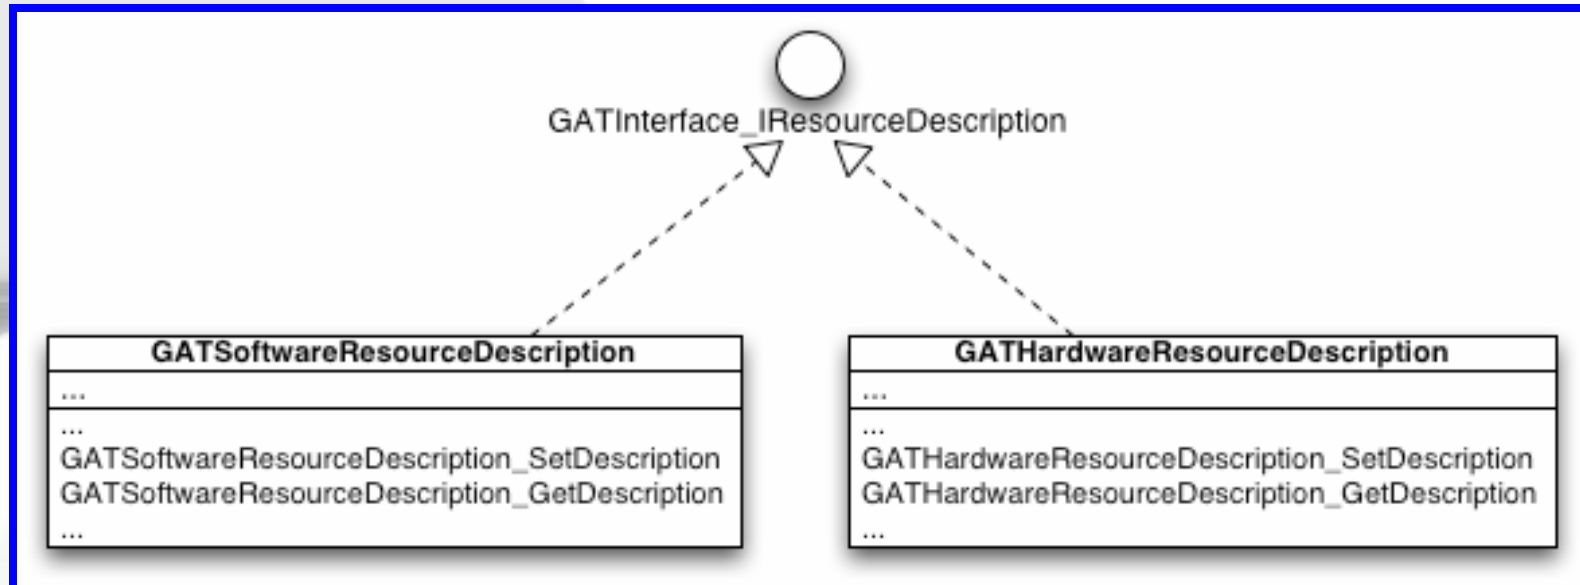 GATInterface_IResourceDescription
GATSoftwareResourceDescription
...
...
GATSoftwareResourceDescription_SetDescription
GATSoftwareResourceDescription_GetDescription
...
GATHardwareResourceDescription
...
...
GATHardwareResourceDescription_SetDescription
GATHardwareResourceDescription_GetDescription
...